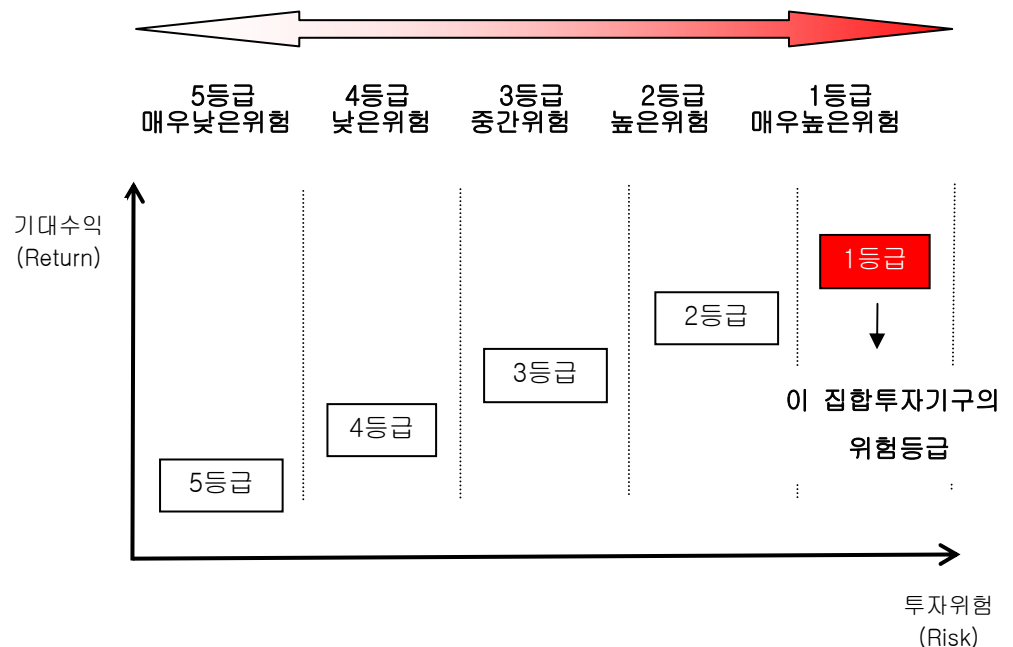 5등급 4등급 3등급 2등급 1등급
매우낮은위험 낮은위험 중간위험 높은위험 매우높은위험
기대수익
(Return)
1등급
2등급
3등급
이 집합투자기구의
4등급
위험등급
5등급
투자위험
(Risk)